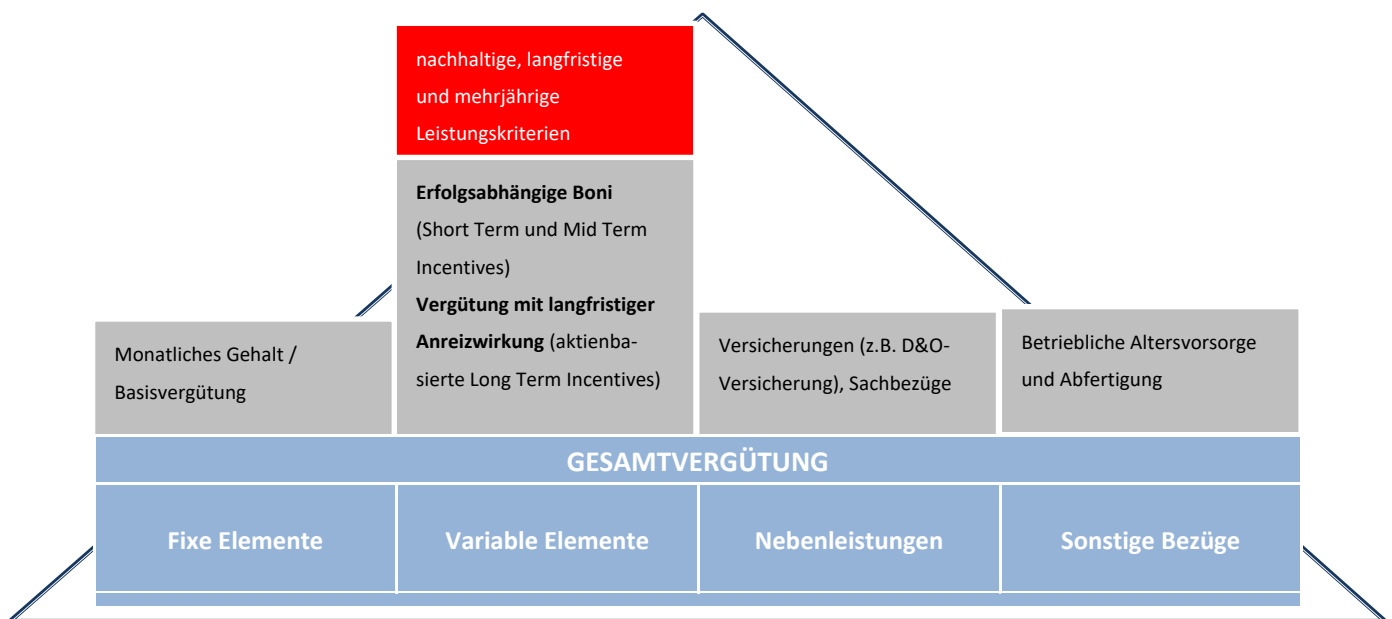 nachhaltige, langfristige
und mehrjährige
Leistungskriterien
Erfolgsabhängige Boni
(Short Term und Mid Term
Incentives)
Vergütung mit langfristiger
Anreizwirkung (aktienba-
sierte Long Term Incentives)
Monatliches Gehalt /
Basisvergütung
Versicherungen (z.B. D&O-
Versicherung), Sachbezüge
Betriebliche Altersvorsorge
und Abfertigung
GESAMTVERGÜTUNG
Fixe Elemente
Variable Elemente
Nebenleistungen
Sonstige Bezüge